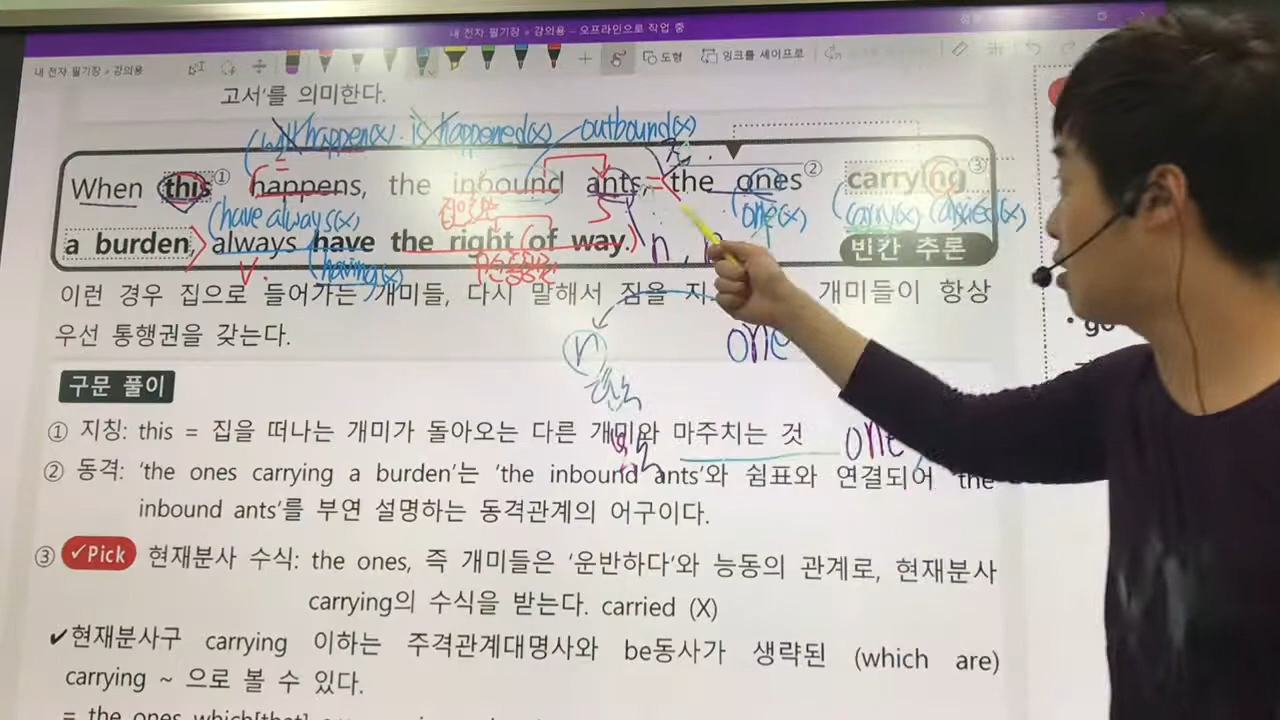 내 전자 필기장 » 강의용 – 오프라인으로 작업 중
내 전자 필기장 » 강의용
도형
잉크를 셰이프로
고서'를 의미한다.
happen(x). is happened(x)
outbound(x)
When this① happens, the inbound ants, the ones② carrying③
have always(x)
one(x)
carry(x) carried(x)
a burden, always have the right of way.
빈칸 추론
V
S
having(x)
n
이런 경우 집으로 들어가는 개미들, 다시 말해서 짐을 지 개미들이 항상
우선 통행권을 갖는다.
n
one
구문 풀이
① 지칭: this = 집을 떠나는 개미가 돌아오는 다른 개미와 마주치는 것
one
② 동격: 'the ones carrying a burden'는 'the inbound ants'와 쉼표와 연결되어 'the
inbound ants'를 부연 설명하는 동격관계의 어구이다.
③ ✓Pick 현재분사 수식: the ones, 즉 개미들은 '운반하다'와 능동의 관계로, 현재분사
carrying의 수식을 받는다. carried (X)
✔현재분사구 carrying 이하는 주격관계대명사와 be동사가 생략된 (which are)
carrying ~ 으로 볼 수 있다.
= the ones which[that]